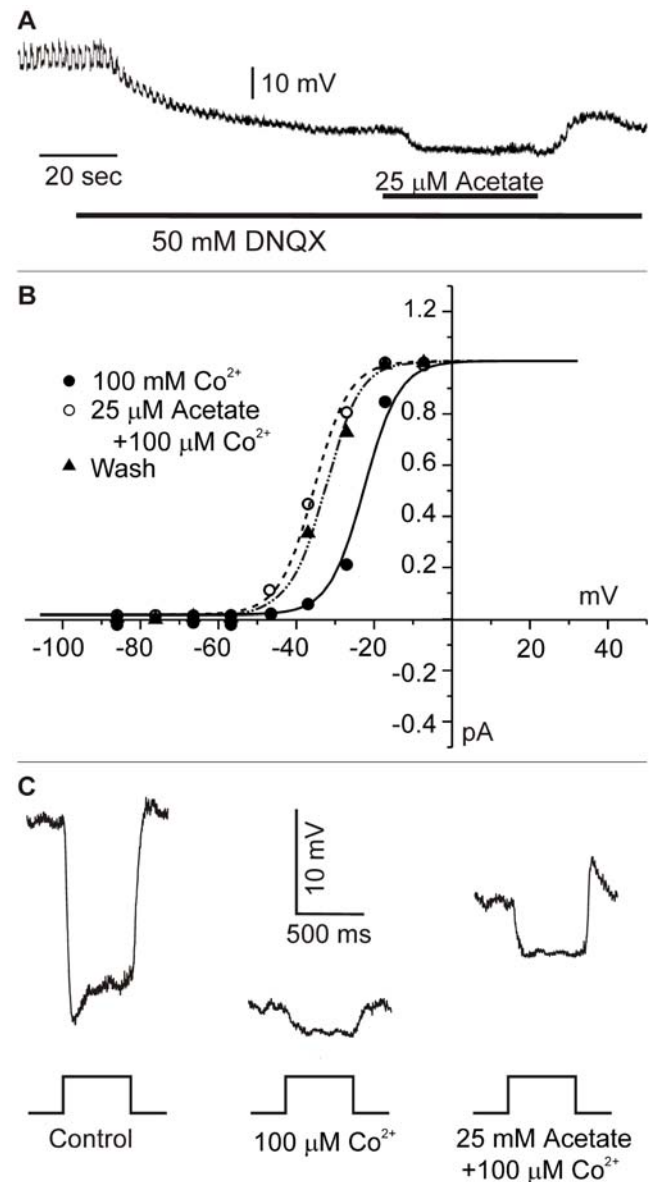 A
10 mV
20 sec
25 μM Acetate
50 mM DNQX
B
1.2
100 mM Co²⁺
25 μM Acetate
+100 μM Co²⁺
Wash
0.8
0.6
0.4
0.2
mV
-100 -80 -60 -40 -20 20 40
-0.2
-0.4
pA
C
10 mV
500 ms
Control
100 μM Co²⁺
25 mM Acetate
+100 μM Co²⁺